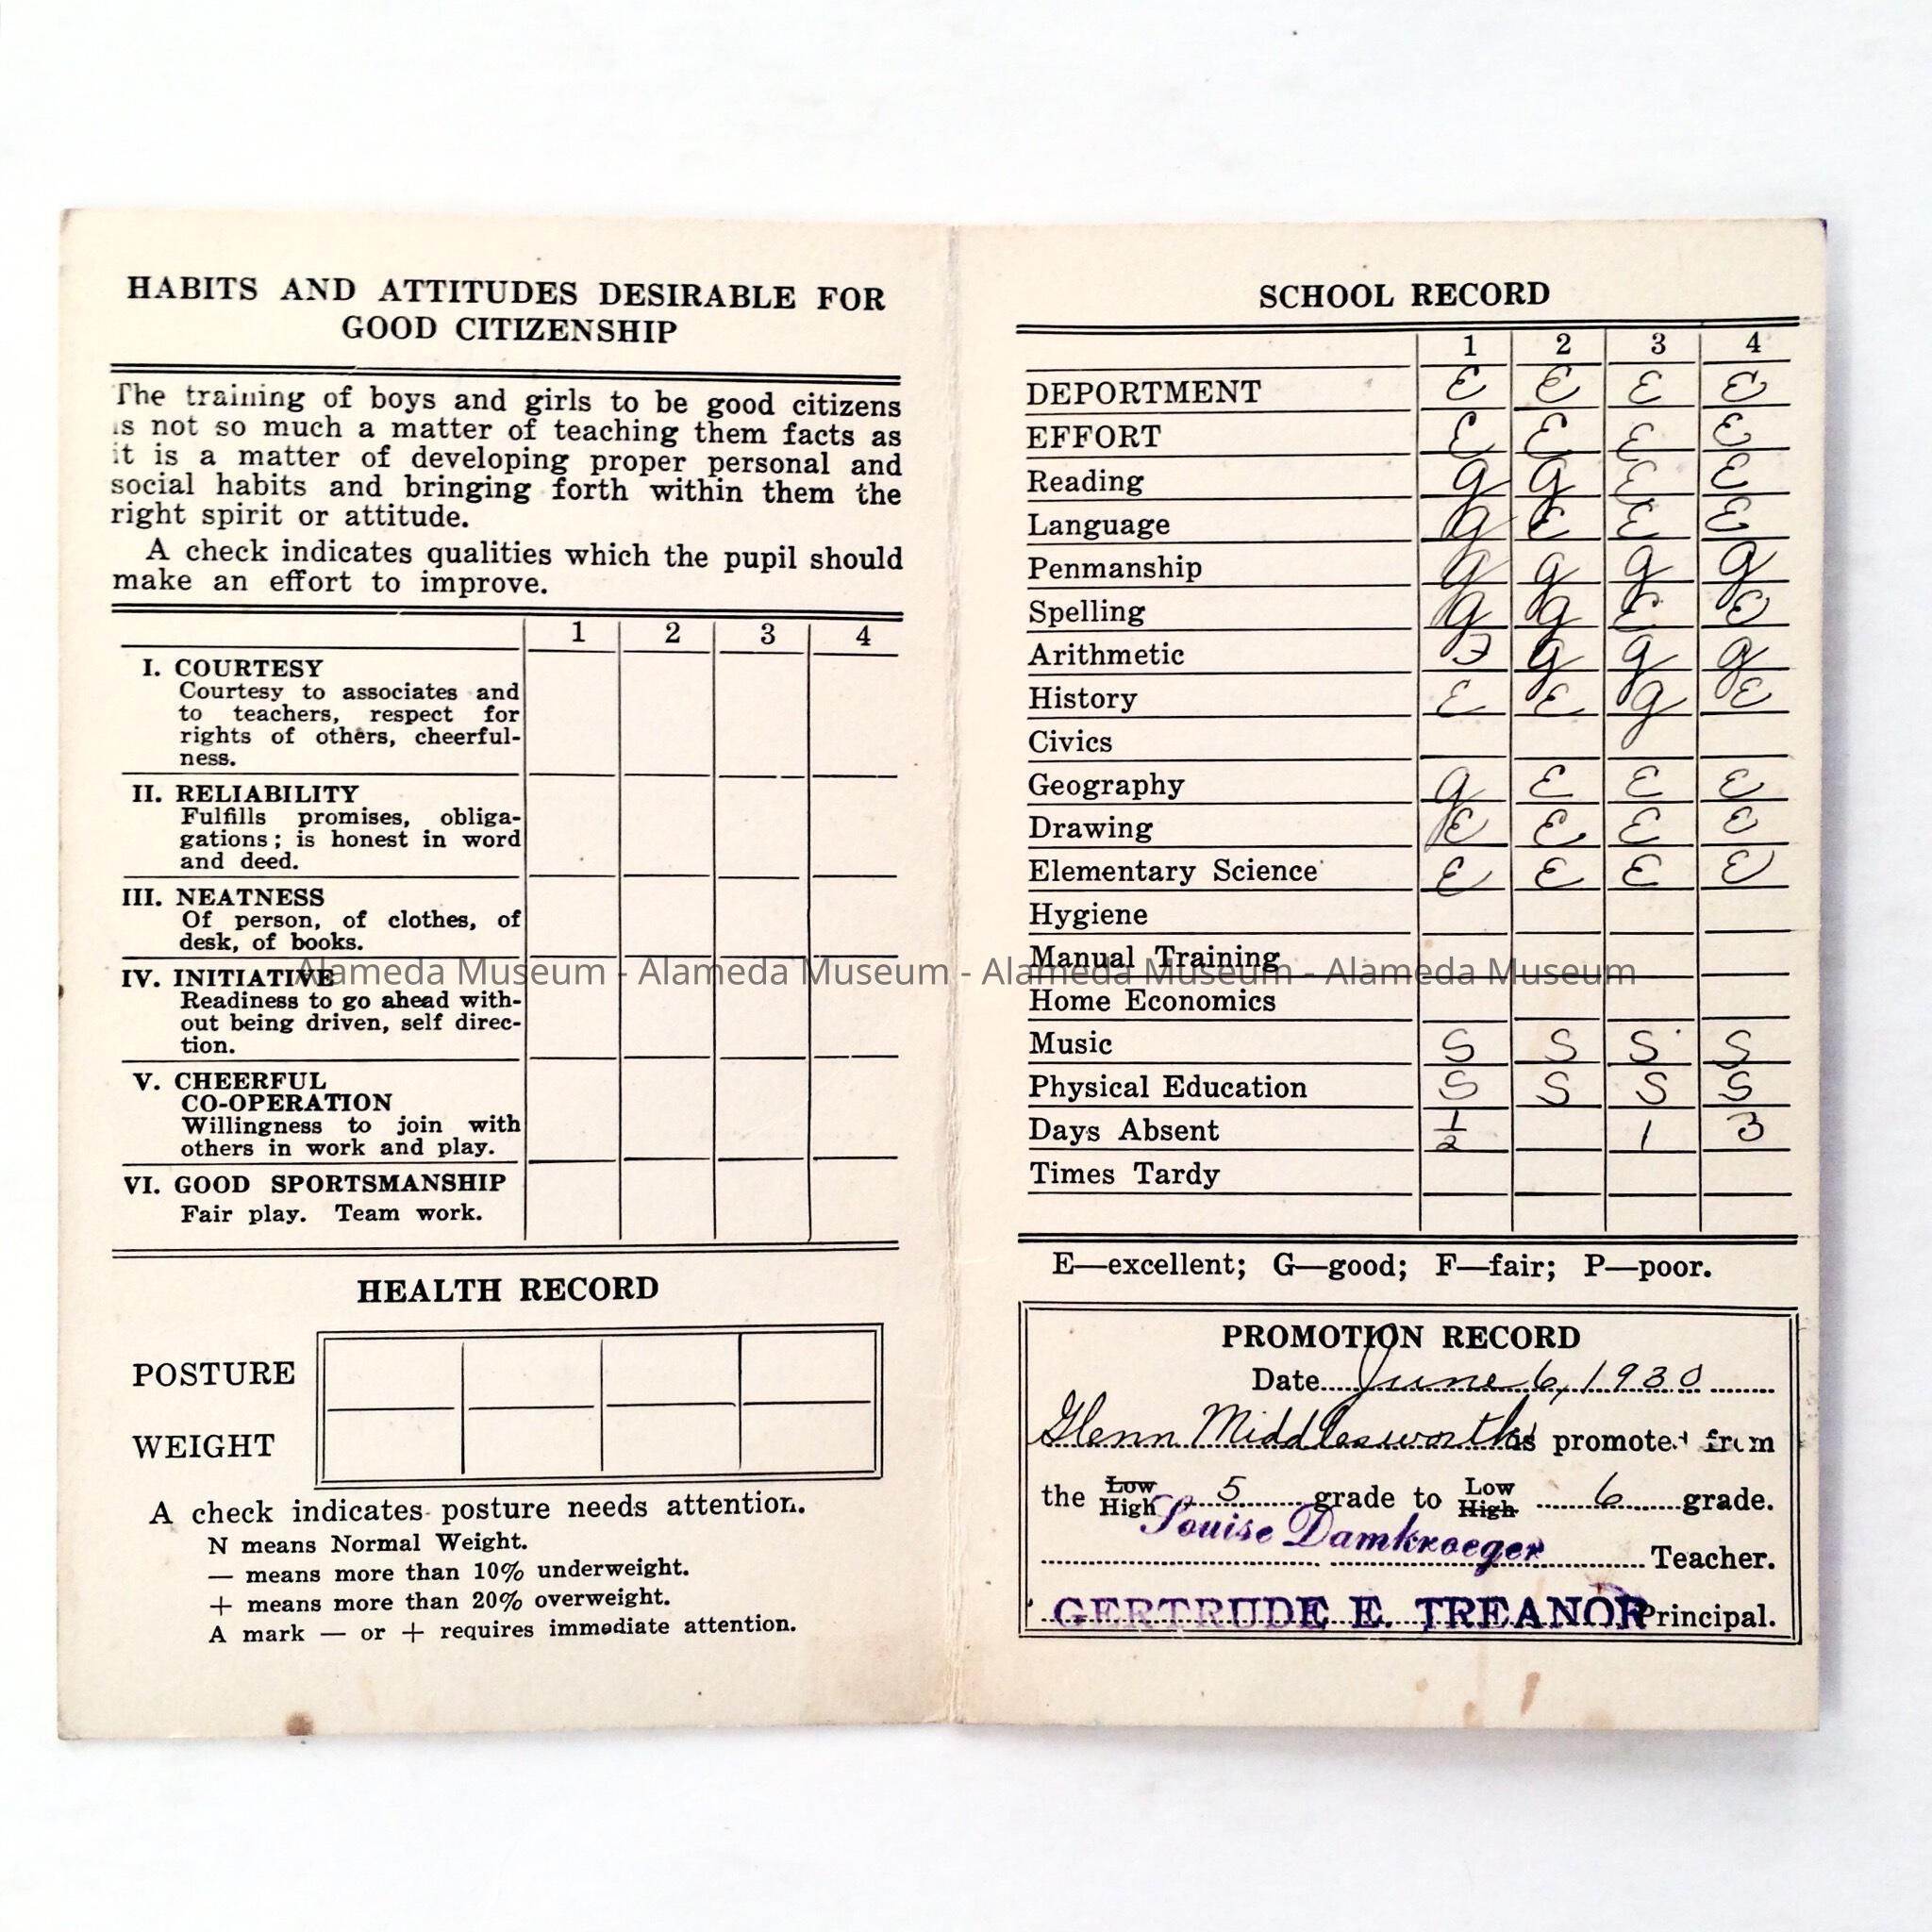 HABITS AND ATTITUDES DESIRABLE FOR
GOOD CITIZENSHIP
The training of boys and girls to be good citizens
is not so much a matter of teaching them facts as
it is a matter of developing proper personal and
social habits and bringing forth within them the
right spirit or attitude.
A check indicates qualities which the pupil should
make an effort to improve.
1 2 3 4
I. COURTESY
Courtesy to associates and
to teachers, respect for
rights of others, cheerful-
ness.
II. RELIABILITY
Fulfills promises, obliga-
gations; is honest in word
and deed.
III. NEATNESS
Of person, of clothes, of
desk, of books.
IV. INITIATIVE
Readiness to go ahead with-
out being driven, self direc-
tion.
V. CHEERFUL
CO-OPERATION
Willingness to join with
others in work and play.
VI. GOOD SPORTSMANSHIP
Fair play. Team work.
HEALTH RECORD
POSTURE
WEIGHT
A check indicates posture needs attention.
N means Normal Weight.
— means more than 10% underweight.
+ means more than 20% overweight.
A mark — or + requires immediate attention.
SCHOOL RECORD
1 2 3 4
DEPORTMENT E E E E
EFFORT E E E E
Reading G G E E
Language G E E E
Penmanship G G G G
Spelling G G E E
Arithmetic F G G G
History E E G E
Civics
Geography G E E E
Drawing E E E E
Elementary Science E E E E
Hygiene
Manual Training
Home Economics
Music S S S S
Physical Education S S S S
Days Absent 1/2 1 3
Times Tardy
E—excellent; G—good; F—fair; P—poor.
PROMOTION RECORD
Date June 6, 1930
Glenn Middlesworth is promoted from
the Low High 5 grade to Low High 6 grade.
Louise Damkroeger Teacher.
GERTRUDE E. TREANOR Principal.
Alameda Museum - Alameda Museum - Alameda Museum - Alameda Museum